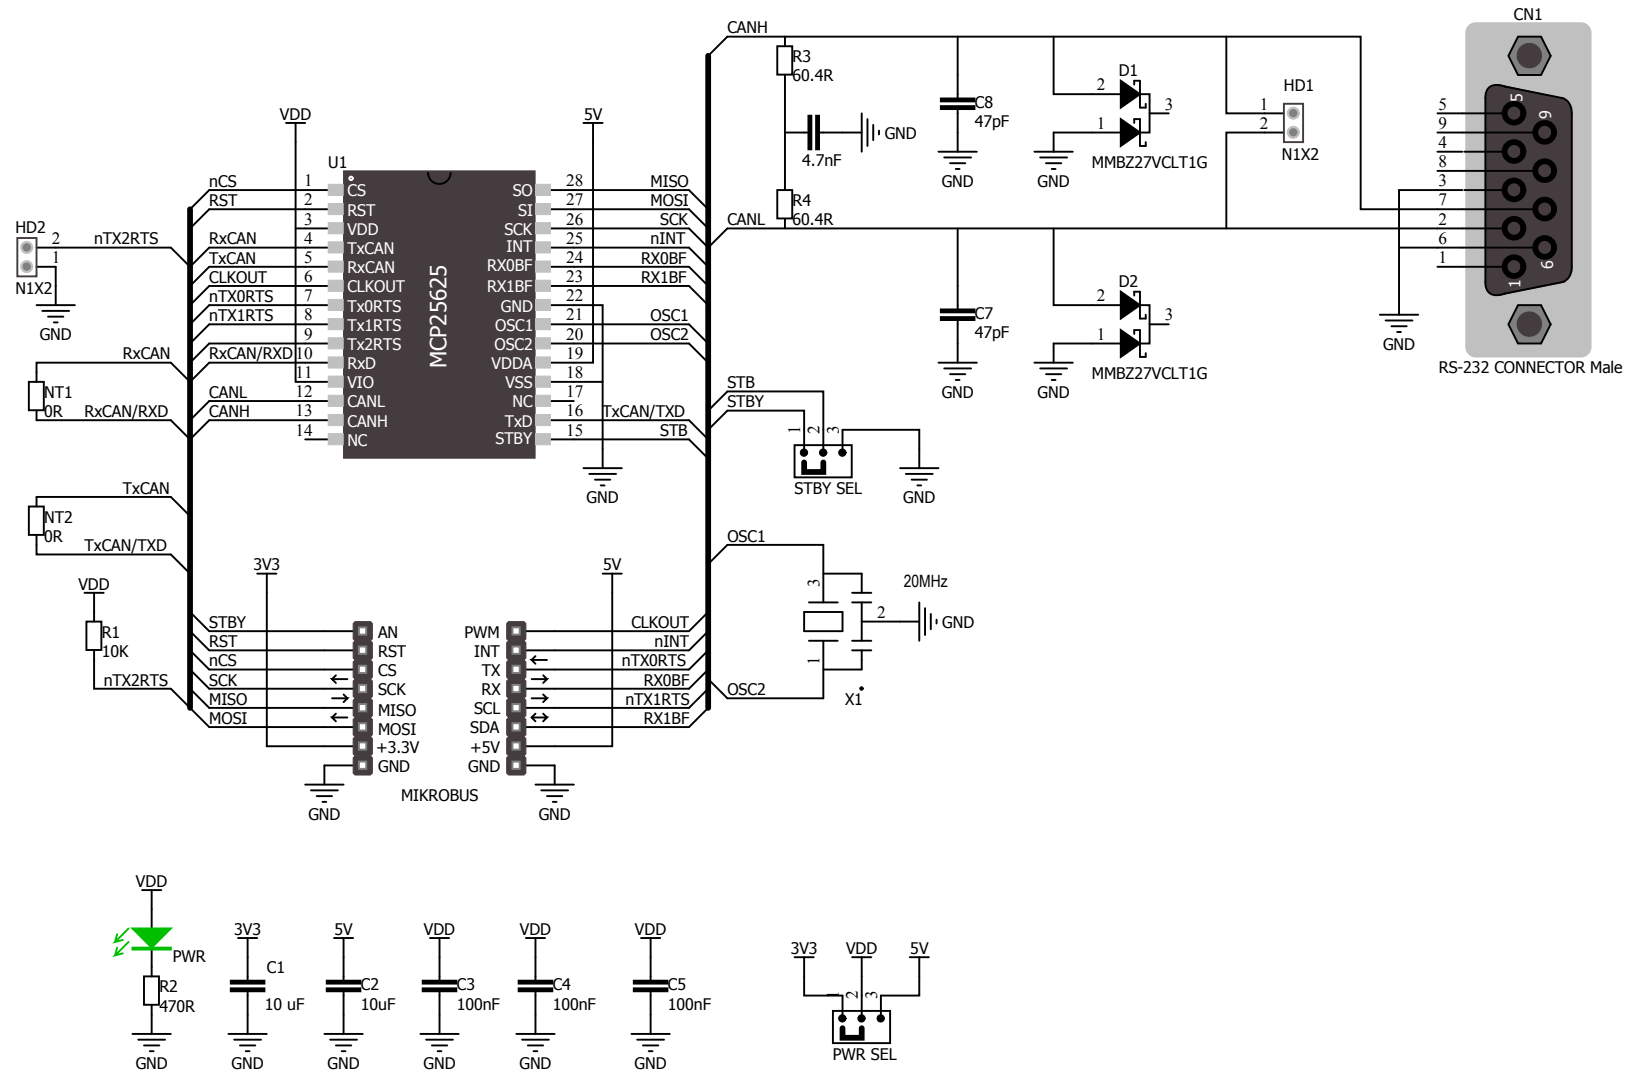 CANH
CN1
R3
60.4R
C8
47pF
4.7nF
GND
GND
D1
2
1
3
MMBZ27VCLT1G
GND
HD1
1
2
N1X2
R4
60.4R
CANL
C7
47pF
GND
D2
2
1
3
MMBZ27VCLT1G
GND
5
9
4
8
3
7
2
6
1
5
9
1
6
GND
RS-232 CONNECTOR Male
VDD
5V
U1
MCP25625
nCS 1 CS
RST 2 RST
3 VDD
RxCAN 4 TxCAN
TxCAN 5 RxCAN
CLKOUT 6 CLKOUT
nTX0RTS 7 Tx0RTS
nTX1RTS 8 Tx1RTS
9 Tx2RTS
RxCAN/RXD 10 RxD
11 VIO
CANL 12 CANL
CANH 13 CANH
14 NC
SO 28 MISO
SI 27 MOSI
SCK 26 SCK
INT 25 nINT
RX0BF 24 RX0BF
RX1BF 23 RX1BF
GND 22
OSC1 21 OSC1
OSC2 20 OSC2
VDDA 19
VSS 18
NC 17
TxD 16 TxCAN/TXD
STBY 15 STB
GND
HD2
2 nTX2RTS
1
N1X2
GND
RxCAN
NT1
0R
RxCAN/RXD
TxCAN
NT2
0R
TxCAN/TXD
VDD
R1
10K
nTX2RTS
STB
STBY
1
2
3
STBY SEL
GND
OSC1
3
20MHz
2
GND
1
OSC2
X1
3V3
5V
STBY AN
RST RST
nCS CS
SCK SCK
MISO MISO
MOSI MOSI
+3.3V
GND
GND
PWM CLKOUT
INT nINT
TX nTX0RTS
RX RX0BF
SCL nTX1RTS
SDA RX1BF
+5V
GND
GND
MIKROBUS
VDD
PWR
R2
470R
GND
3V3
C1
10 uF
GND
5V
C2
10uF
GND
VDD
C3
100nF
GND
VDD
C4
100nF
GND
VDD
C5
100nF
GND
3V3
VDD
5V
1
2
3
PWR SEL